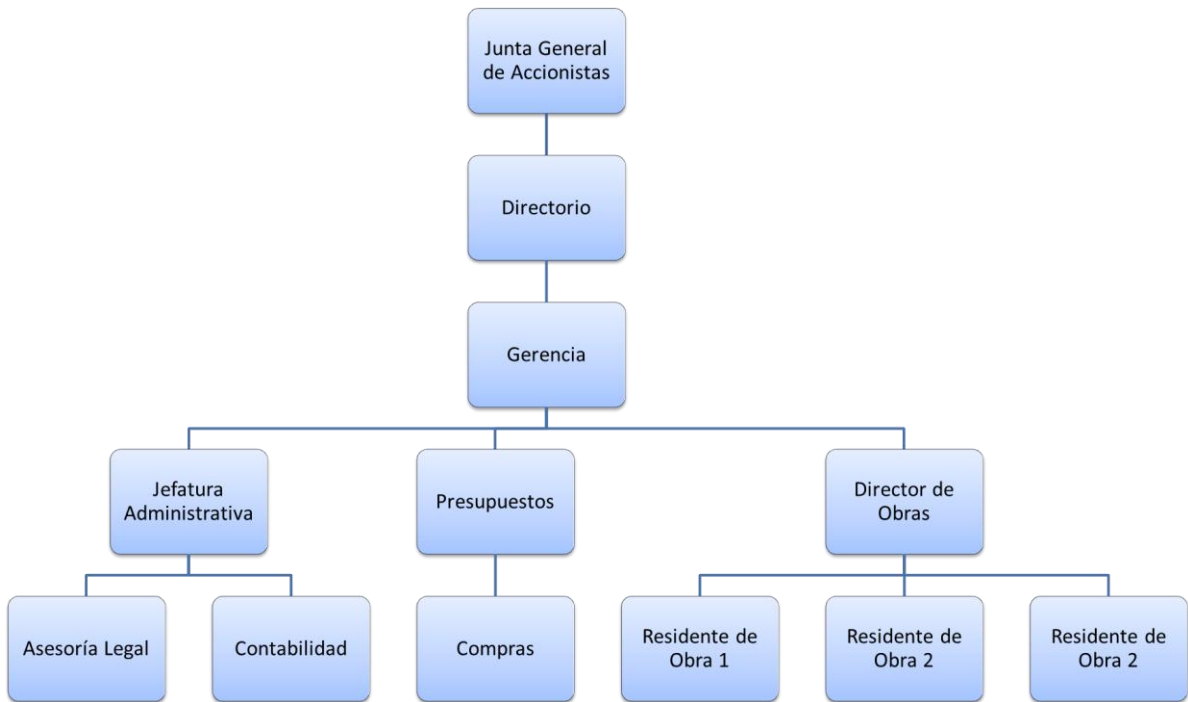 Junta General
de Accionistas
Directorio
Gerencia
Jefatura
Administrativa
Presupuestos
Director de
Obras
Asesoría Legal
Contabilidad
Compras
Residente de
Obra 1
Residente de
Obra 2
Residente de
Obra 2